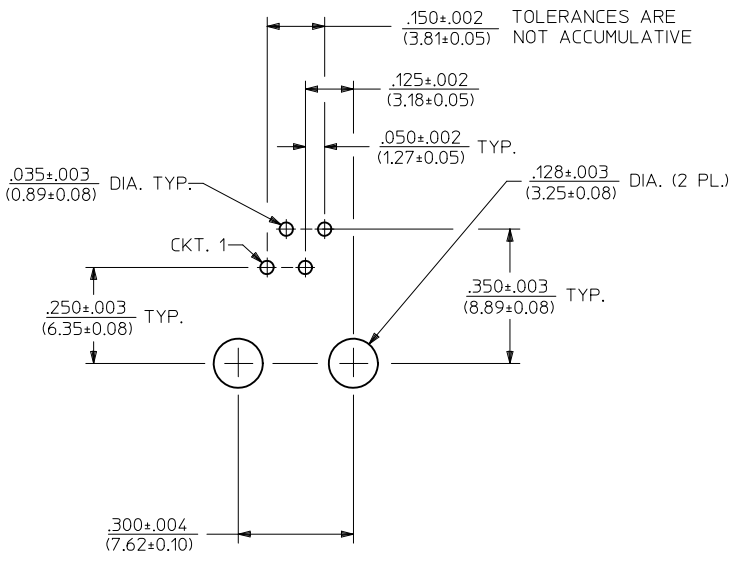 .150±.002 TOLERANCES ARE
(3.81±0.05) NOT ACCUMULATIVE
.125±.002
(3.18±0.05)
.050±.002 TYP.
(1.27±0.05)
.035±.003 DIA. TYP.
(0.89±0.08)
.128±.003 DIA. (2 PL.)
(3.25±0.08)
CKT. 1
.250±.003 TYP.
(6.35±0.08)
.350±.003 TYP.
(8.89±0.08)
.300±.004
(7.62±0.10)